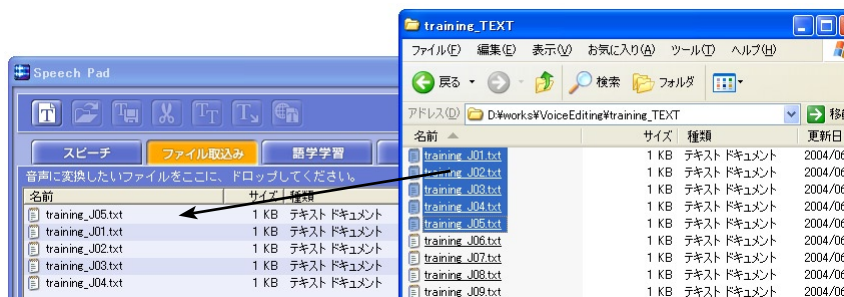 training_TEXT
ファイル(F) 編集(E) 表示(V) お気に入り(A) ツール(T) ヘルプ(H)
戻る 検索 フォルダ
アドレス(D) D:¥works¥VoiceEditing¥training_TEXT
名前 サイズ 種類 更新日
training_J01.txt 1 KB テキスト ドキュメント 2004/06
training_J02.txt 1 KB テキスト ドキュメント 2004/06
training_J03.txt 1 KB テキスト ドキュメント 2004/06
training_J04.txt 1 KB テキスト ドキュメント 2004/06
training_J05.txt 1 KB テキスト ドキュメント 2004/06
training_J06.txt 1 KB テキスト ドキュメント 2004/06
training_J07.txt 1 KB テキスト ドキュメント 2004/06
training_J08.txt 1 KB テキスト ドキュメント 2004/06
training_J09.txt 1 KB テキスト ドキュメント 2004/06
Speech Pad
スピーチ ファイル取込み 語学学習
音声に変換したいファイルをここに、ドロップしてください。
名前 サイズ 種類
training_J05.txt 1 KB テキスト ドキュメント
training_J01.txt 1 KB テキスト ドキュメント
training_J02.txt 1 KB テキスト ドキュメント
training_J03.txt 1 KB テキスト ドキュメント
training_J04.txt 1 KB テキスト ドキュメント